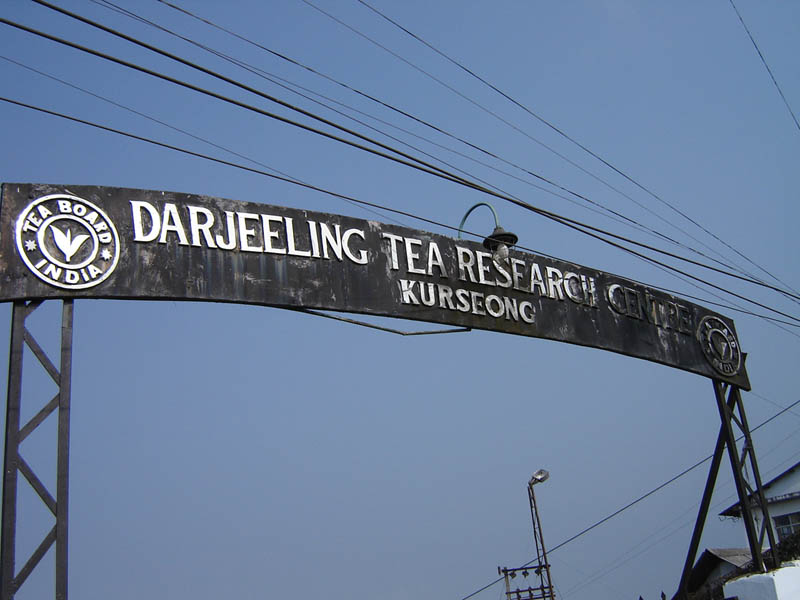 TEA BOARD
INDIA
DARJEELING TEA RESEARCH CENTRE
KURSEONG